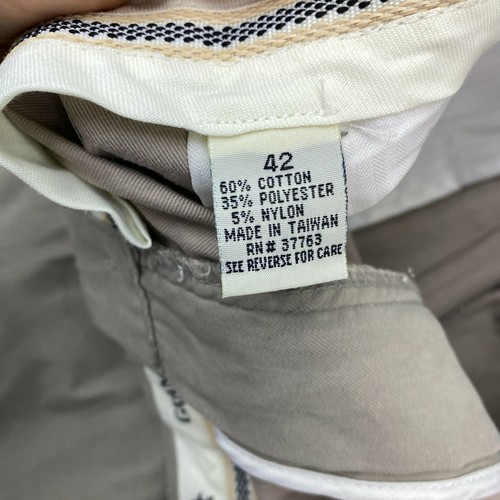 42
60% COTTON
35% POLYESTER
5% NYLON
MADE IN TAIWAN
RN# 37763
SEE REVERSE FOR CARE